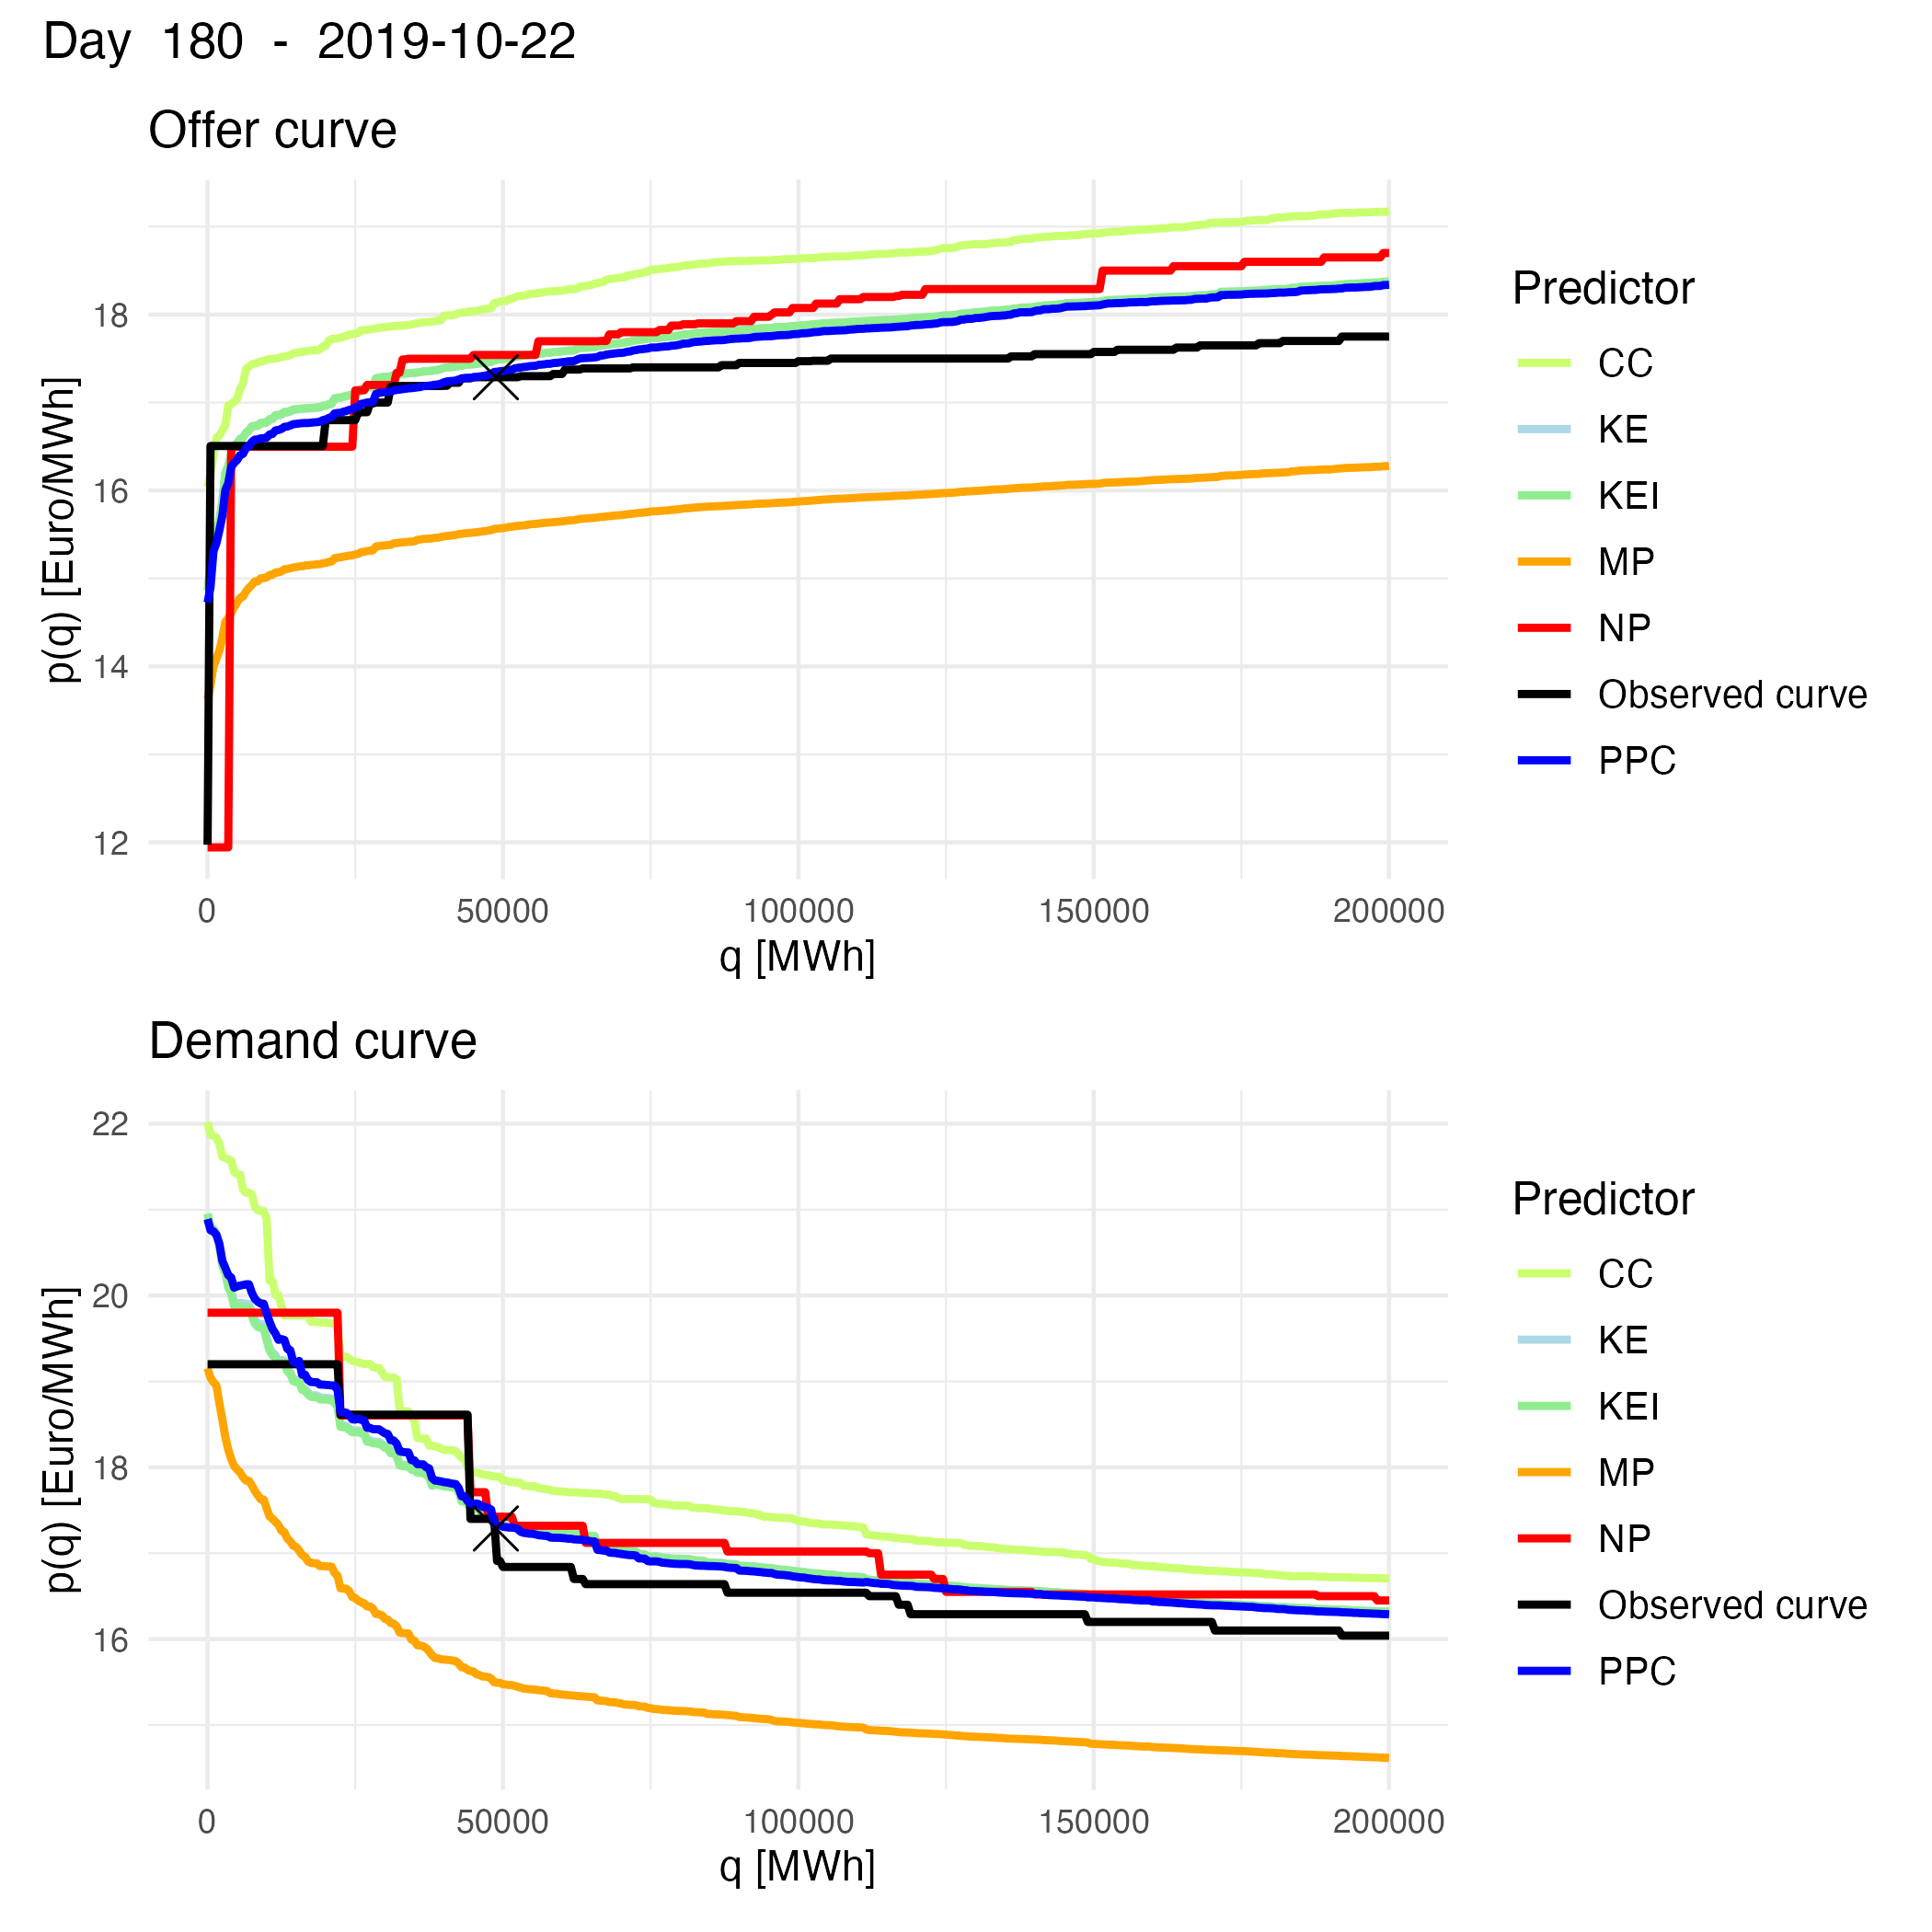 Day 180 - 2019-10-22
Offer curve
p(q) [Euro/MWh]
18
16
14
12
0 50000 100000 150000 200000
q [MWh]
Predictor
CC
KE
KEI
MP
NP
Observed curve
PPC
Demand curve
p(q) [Euro/MWh]
22
20
18
16
0 50000 100000 150000 200000
q [MWh]
Predictor
CC
KE
KEI
MP
NP
Observed curve
PPC